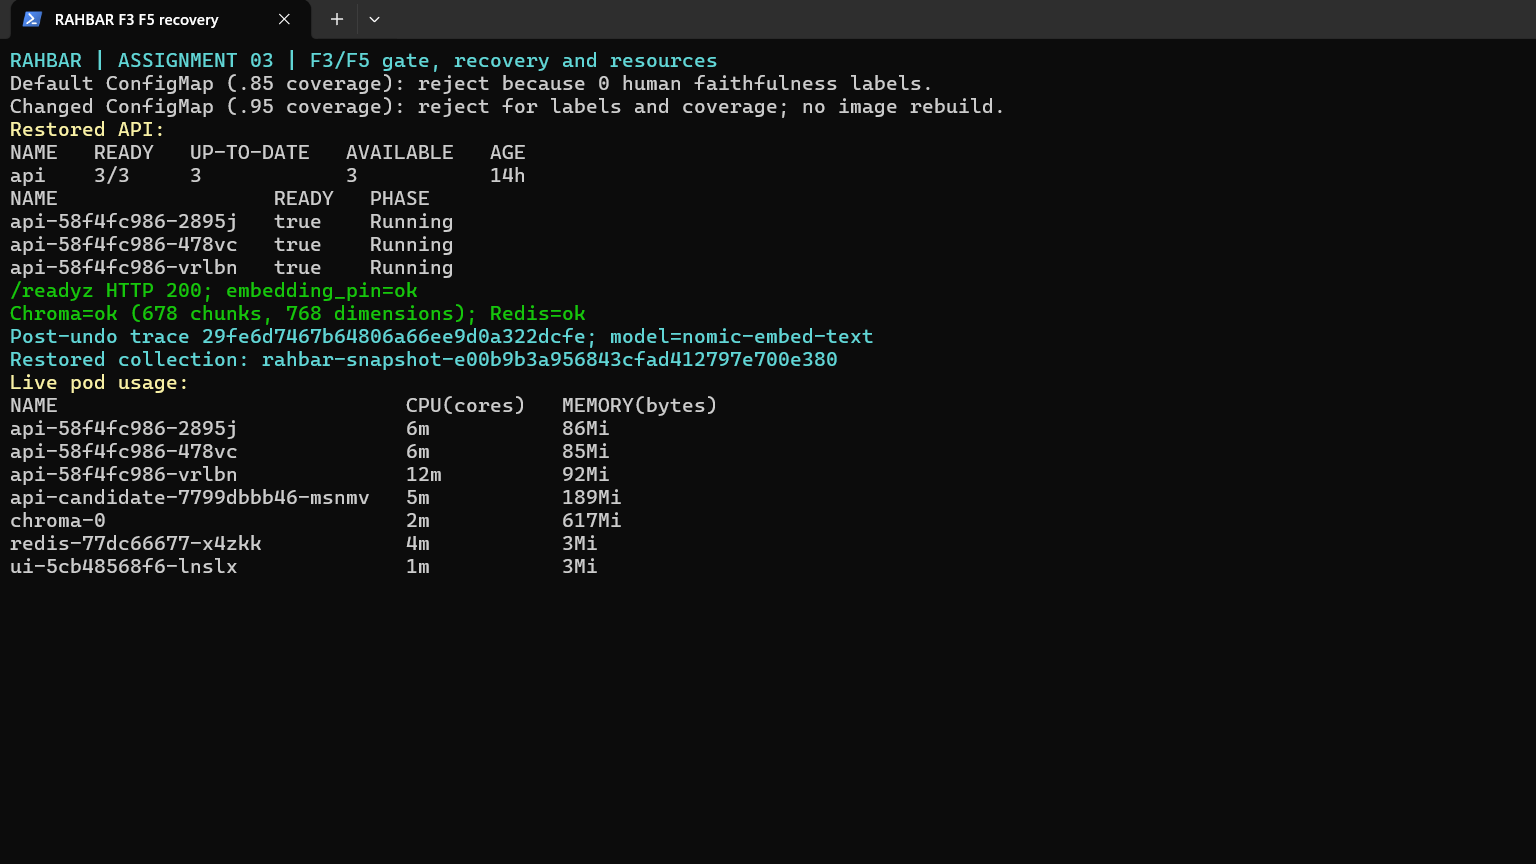 RAHBAR F3 F5 recovery
RAHBAR | ASSIGNMENT 03 | F3/F5 gate, recovery and resources
Default ConfigMap (.85 coverage): reject because 0 human faithfulness labels.
Changed ConfigMap (.95 coverage): reject for labels and coverage; no image rebuild.
Restored API:
NAME   READY   UP-TO-DATE   AVAILABLE   AGE
api    3/3     3            3           14h
NAME                  READY   PHASE
api-58f4fc986-2895j   true    Running
api-58f4fc986-478vc   true    Running
api-58f4fc986-vrlbn   true    Running
/readyz HTTP 200; embedding_pin=ok
Chroma=ok (678 chunks, 768 dimensions); Redis=ok
Post-undo trace 29fe6d7467b64806a66ee9d0a322dcfe; model=nomic-embed-text
Restored collection: rahbar-snapshot-e00b9b3a956843cfad412797e700e380
Live pod usage:
NAME                             CPU(cores)   MEMORY(bytes)
api-58f4fc986-2895j              6m           86Mi
api-58f4fc986-478vc              6m           85Mi
api-58f4fc986-vrlbn              12m          92Mi
api-candidate-7799dbbb46-msnmv   5m           189Mi
chroma-0                         2m           617Mi
redis-77dc66677-x4zkk            4m           3Mi
ui-5cb48568f6-lnslx              1m           3Mi